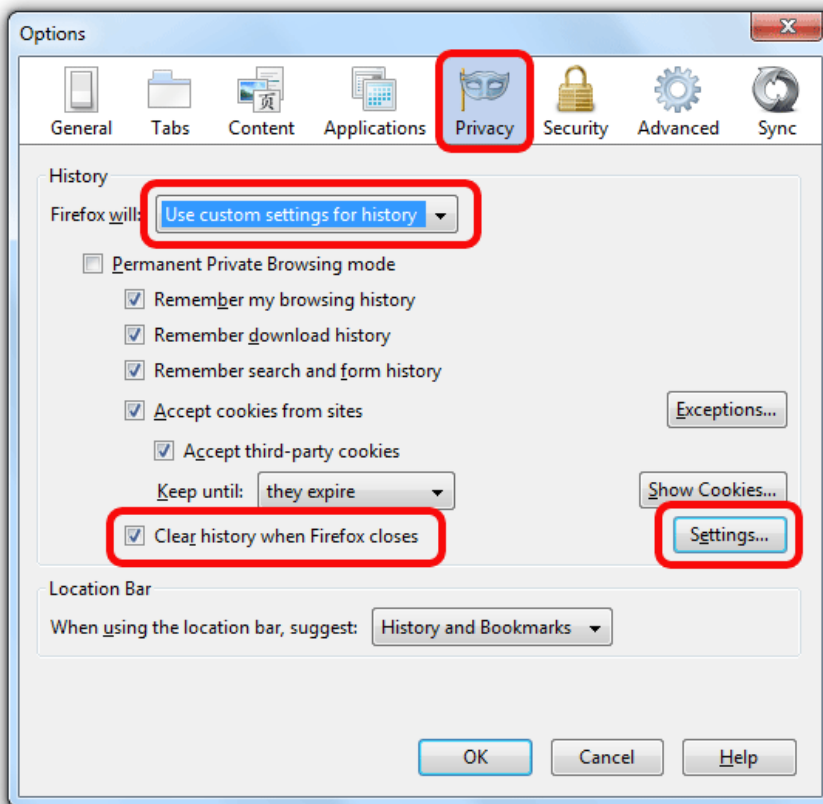 Options
General Tabs Content Applications Privacy Security Advanced Sync
页
History
Firefox will: Use custom settings for history
Permanent Private Browsing mode
Remember my browsing history
Remember download history
Remember search and form history
Accept cookies from sites Exceptions...
Accept third-party cookies
Keep until: they expire Show Cookies...
Clear history when Firefox closes Settings...
Location Bar
When using the location bar, suggest: History and Bookmarks
OK Cancel Help